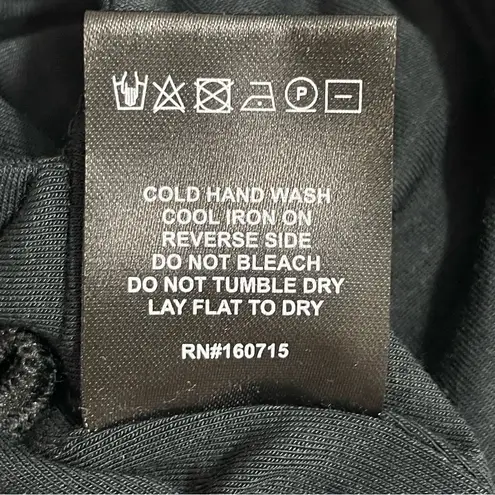 P
COLD HAND WASH
COOL IRON ON
REVERSE SIDE
DO NOT BLEACH
DO NOT TUMBLE DRY
LAY FLAT TO DRY
RN#160715